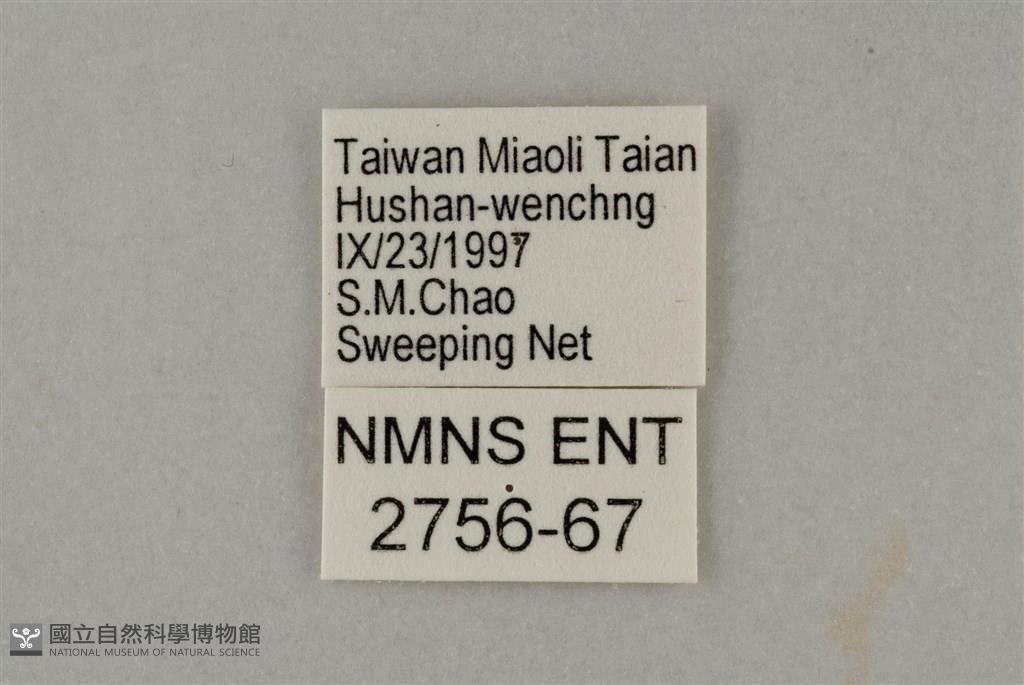 Taiwan Miaoli Taian
Hushan-wenchng
IX/23/1997
S.M.Chao
Sweeping Net
NMNS ENT
2756-67
國立自然科學博物館
NATIONAL MUSEUM OF NATURAL SCIENCE